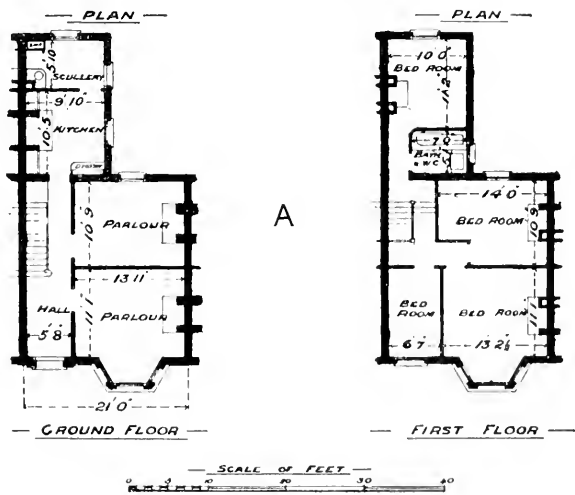 PLAN
5'10"
SCULLERY
9'10"
KITCHEN
10'5
10'9
PARLOUR
13'11"
HALL
11'1
PARLOUR
5'8"
21'0"
GROUND FLOOR
A
PLAN
10'0"
BED ROOM
11'2"
7'0"
BATH
& W.C.
14'0"
BED ROOM
10'9
BED
ROOM
BED ROOM
11'1
6'7
13'2½
FIRST FLOOR
SCALE OF FEET
10
20
30
40